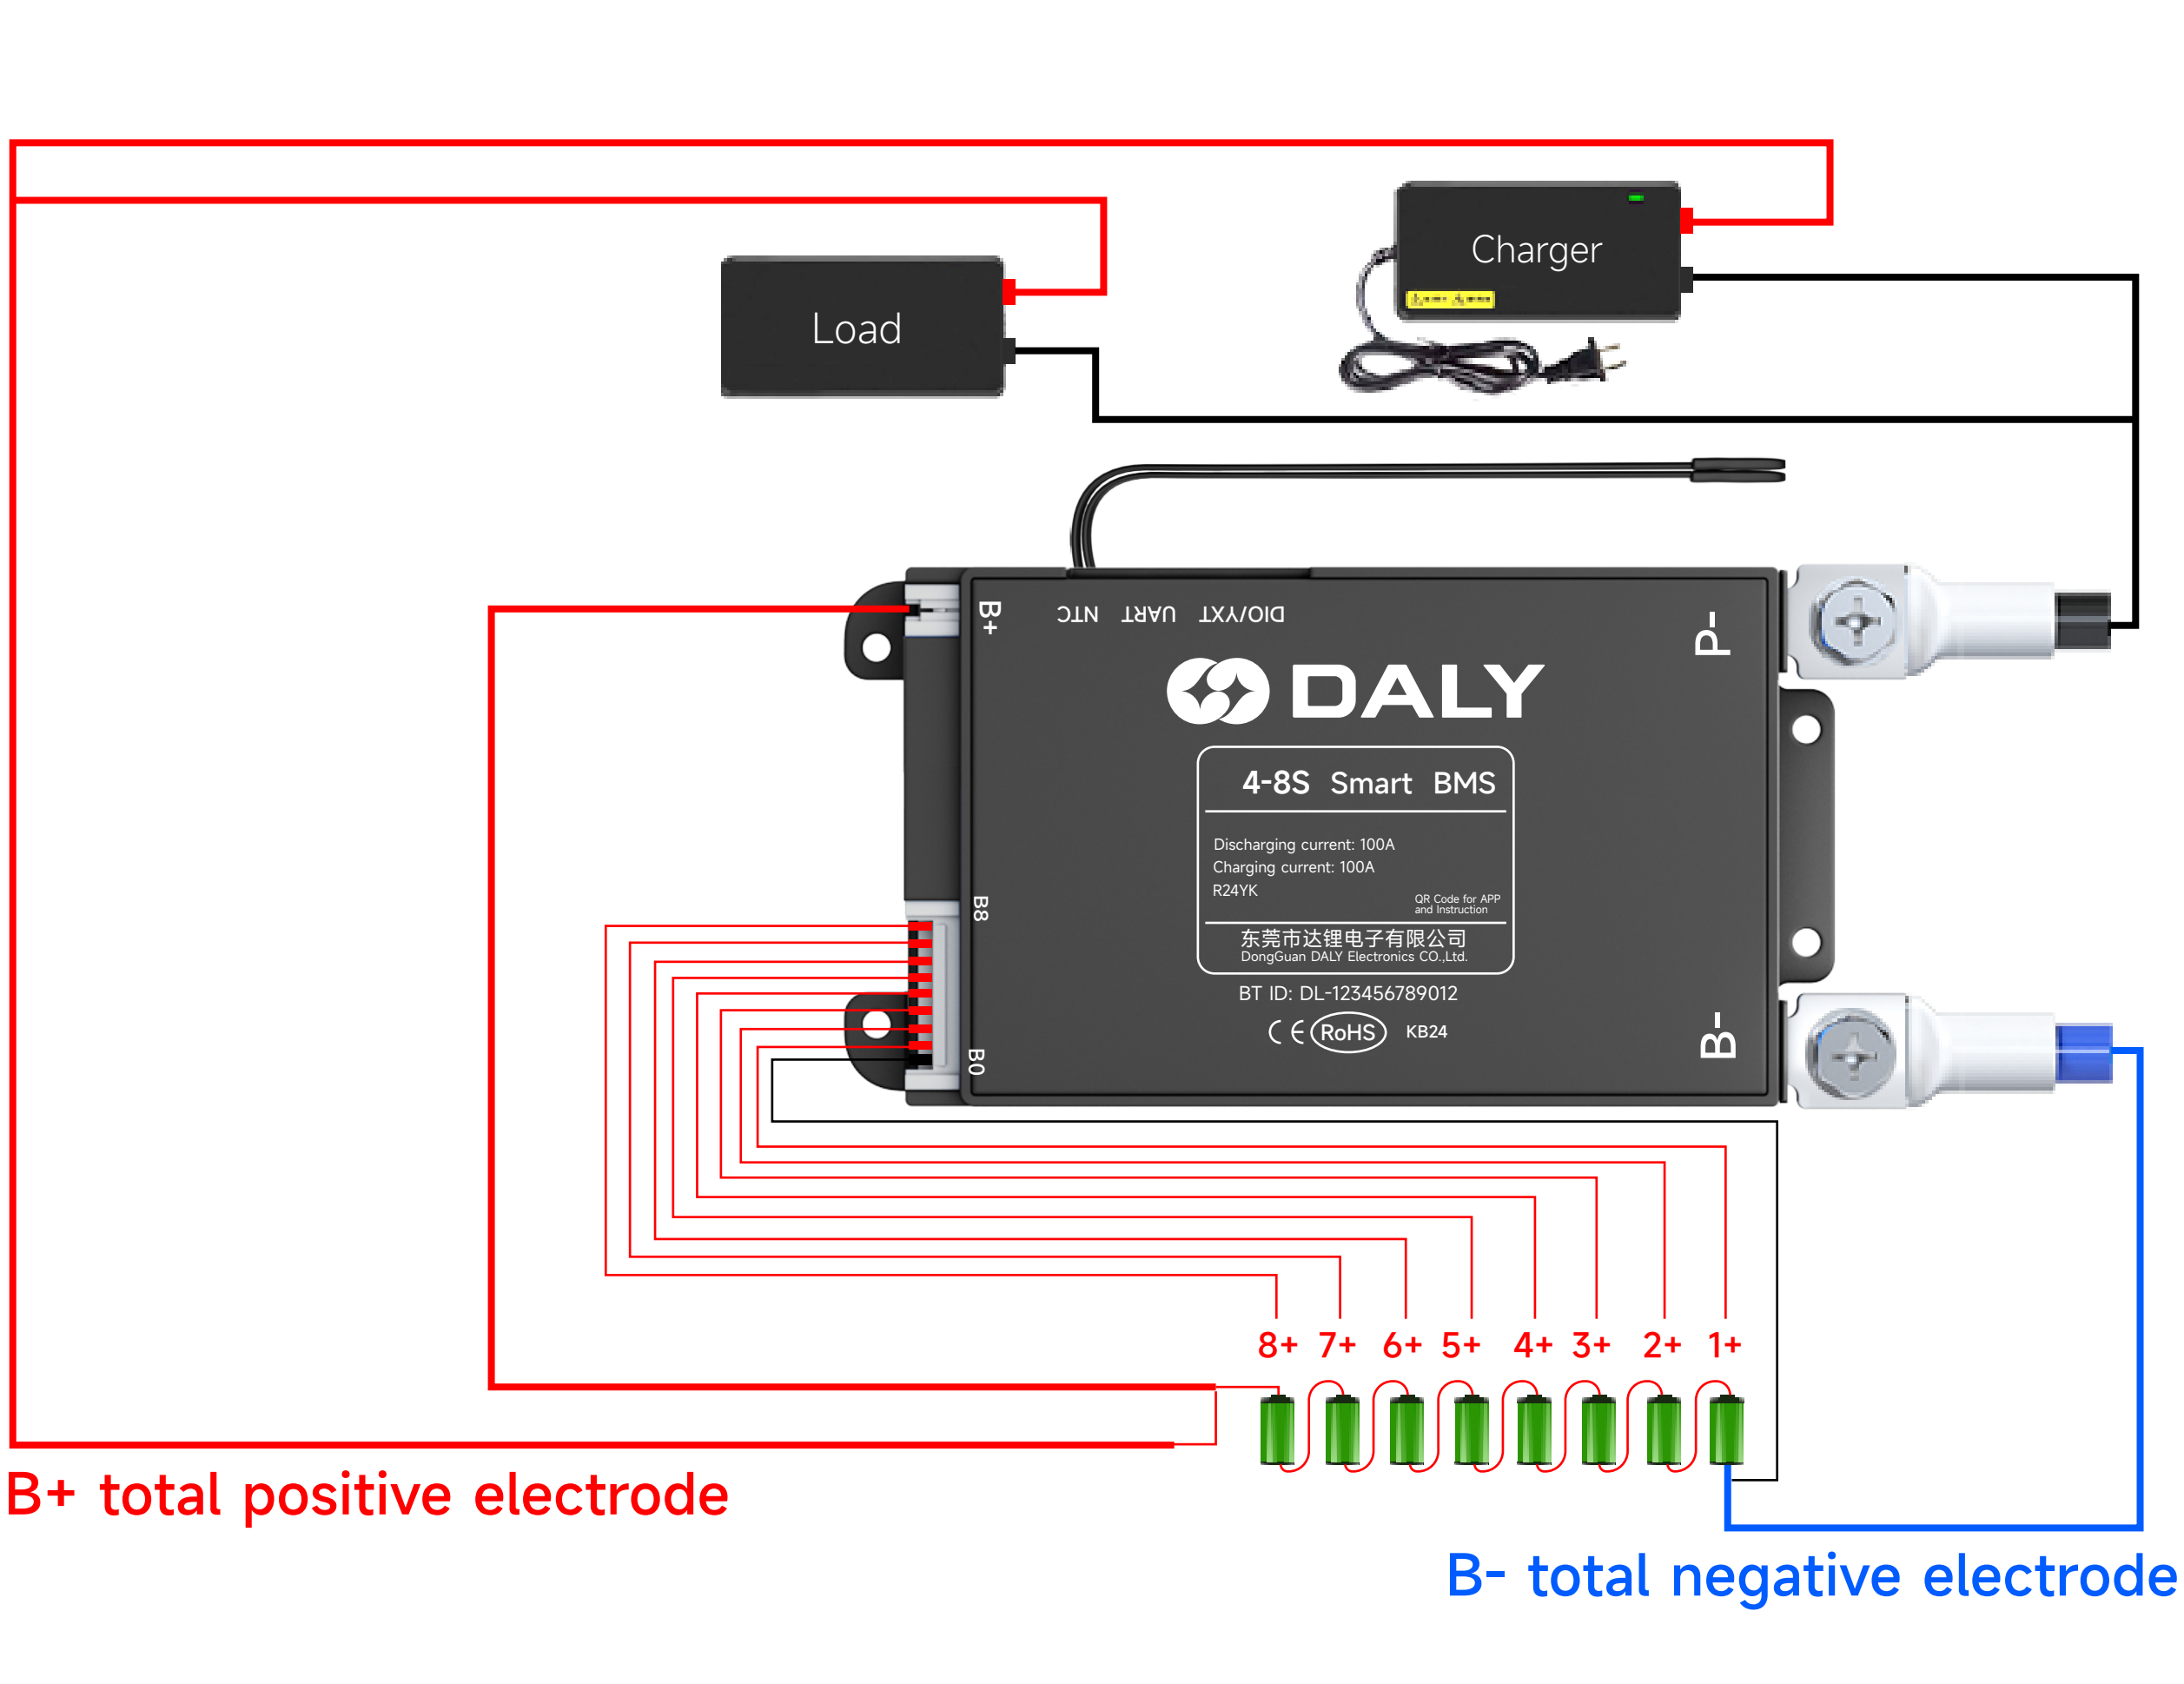 Charger
Load
B+
NTC
UART
DIO/YXT
P-
DALY
4-8S Smart BMS
Discharging current: 100A
Charging current: 100A
R24YK
QR Code for APP
and Instruction
东莞市达锂电子有限公司
DongGuan DALY Electronics CO.,Ltd.
BT ID: DL-123456789012
CE RoHS KB24
B8
B0
B-
8+ 7+ 6+ 5+ 4+ 3+ 2+ 1+
B+ total positive electrode
B- total negative electrode